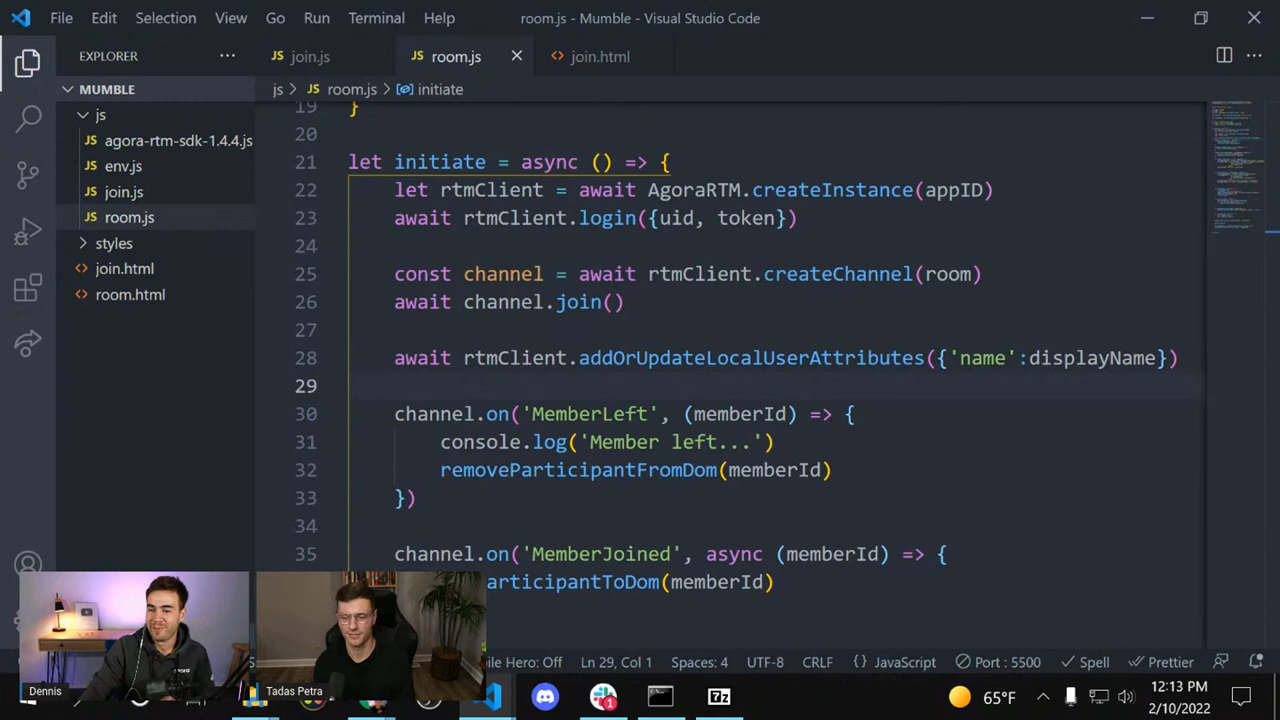 File Edit Selection View Go Run Terminal Help room.js - Mumble - Visual Studio Code
EXPLORER
MUMBLE
js
agora-rtm-sdk-1.4.4.js
env.js
join.js
room.js
styles
join.html
room.html
join.js room.js join.html
js room.js initiate
19 }
20
21 let initiate = async () => {
22 let rtmClient = await AgoraRTM.createInstance(appID)
23 await rtmClient.login({uid, token})
24
25 const channel = await rtmClient.createChannel(room)
26 await channel.join()
27
28 await rtmClient.addOrUpdateLocalUserAttributes({'name':displayName})
29
30 channel.on('MemberLeft', (memberId) => {
31 console.log('Member left...')
32 removeParticipantFromDom(memberId)
33 })
34
35 channel.on('MemberJoined', async (memberId) => {
articipantToDom(memberId)
Dennis
Tadas Petra
ile Hero: Off Ln 29, Col 1 Spaces: 4 UTF-8 CRLF {} JavaScript Port : 5500 Spell Prettier
1
7z
65°F
12:13 PM
2/10/2022